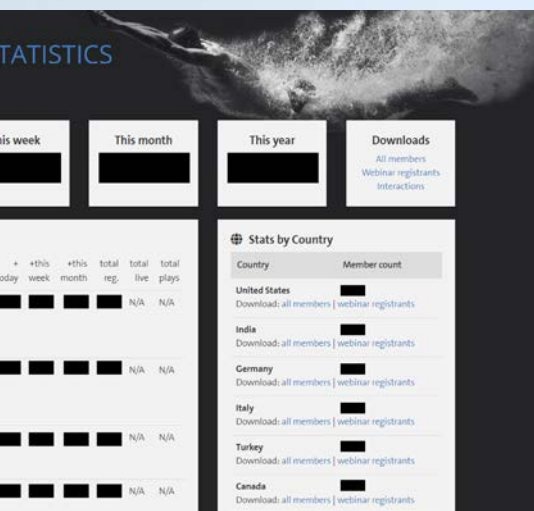 TATISTICS
his week
This month
This year
Downloads
All members
Webinar registrants
Interactions
Stats by Country
Country Member count
United States
Download: all members | webinar registrants
India
Download: all members | webinar registrants
Germany
Download: all members | webinar registrants
Italy
Download: all members | webinar registrants
Turkey
Download: all members | webinar registrants
Canada
Download: all members | webinar registrants
+ +this +this total total total
oday week month reg. live plays
N/A N/A
N/A N/A
N/A N/A
N/A N/A